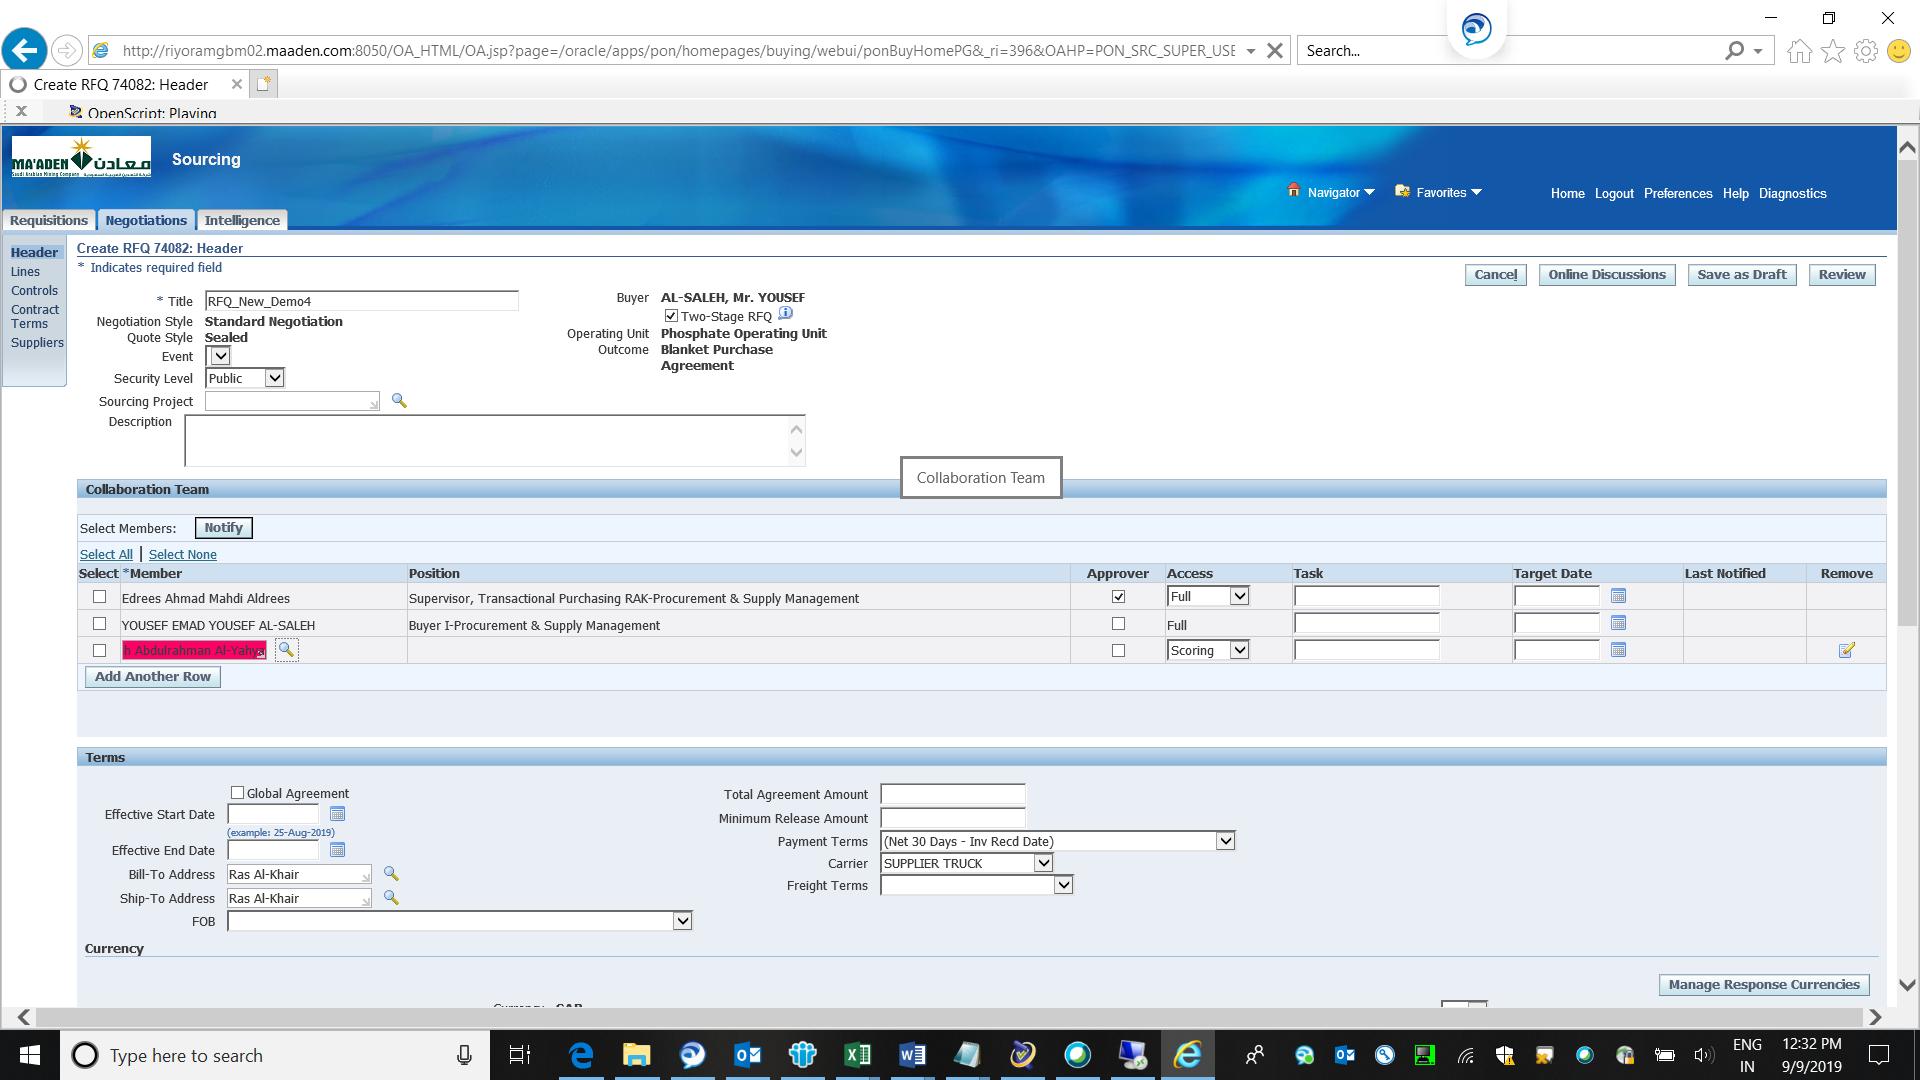 http://riyoramgbm02.maaden.com:8050/OA_HTML/OA.jsp?page=/oracle/apps/pon/homepages/buying/webui/ponBuyHomePG&_ri=396&OAHP=PON_SRC_SUPER_USE
Search...
Create RFQ 74082: Header
X OpenScript: Playing
MA'ADEN معادن
Saudi Arabian Mining Company
Sourcing
Navigator Favorites Home Logout Preferences Help Diagnostics
Requisitions Negotiations Intelligence
Header
Lines
Controls
Contract Terms
Suppliers
Create RFQ 74082: Header
* Indicates required field
Cancel Online Discussions Save as Draft Review
* Title RFQ_New_Demo4
Negotiation Style Standard Negotiation
Quote Style Sealed
Event
Security Level Public
Sourcing Project
Description
Buyer AL-SALEH, Mr. YOUSEF
Two-Stage RFQ
Operating Unit Phosphate Operating Unit
Outcome Blanket Purchase
Agreement
Collaboration Team
Collaboration Team
Select Members: Notify
Select All | Select None
Select *Member Position Approver Access Task Target Date Last Notified Remove
Edrees Ahmad Mahdi Aldrees Supervisor, Transactional Purchasing RAK-Procurement & Supply Management Full
YOUSEF EMAD YOUSEF AL-SALEH Buyer I-Procurement & Supply Management Full
h Abdulrahman Al-Yahya Scoring
Add Another Row
Terms
Global Agreement
Effective Start Date
(example: 25-Aug-2019)
Effective End Date
Bill-To Address Ras Al-Khair
Ship-To Address Ras Al-Khair
FOB
Total Agreement Amount
Minimum Release Amount
Payment Terms (Net 30 Days - Inv Recd Date)
Carrier SUPPLIER TRUCK
Freight Terms
Currency
Manage Response Currencies
Type here to search
ENG
IN
12:32 PM
9/9/2019